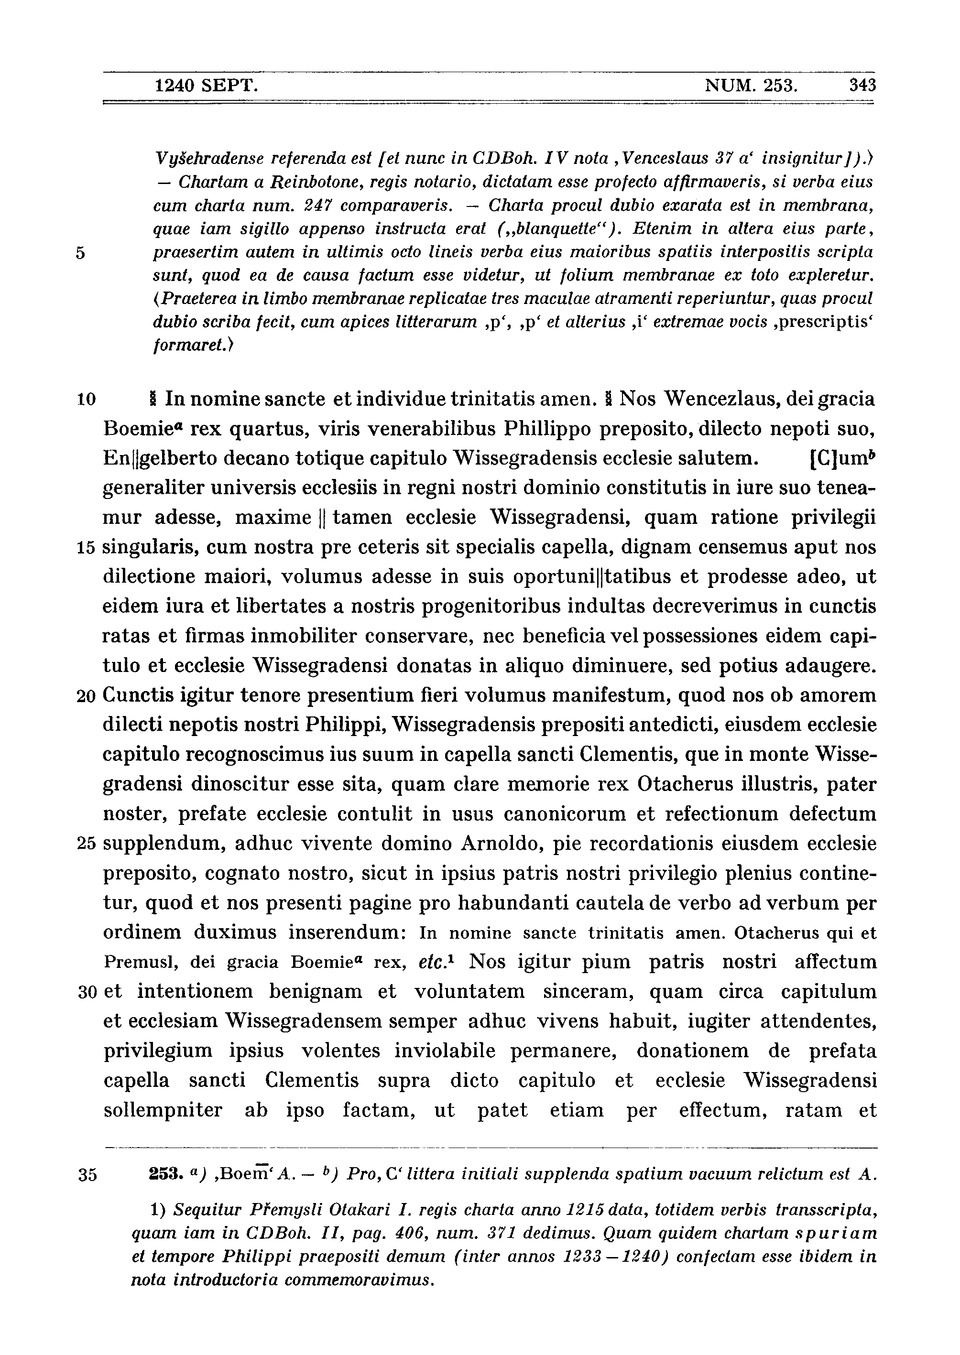 1240 SEPT. NUM. 253. 343
Vyšehradense referenda est [et nunc in CDBoh. IV nota ‚Venceslaus 37 a‘ insignitur]).⟩
— Chartam a Reinbotone, regis notario, dictatam esse profecto affirmaveris, si verba eius
cum charta num. 247 comparaveris. — Charta procul dubio exarata est in membrana,
quae iam sigillo appenso instructa erat („blanquette“). Etenim in altera eius parte,
5 praesertim autem in ultimis octo lineis verba eius maioribus spatiis interpositis scripta
sunt, quod ea de causa factum esse videtur, ut folium membranae ex toto expleretur.
⟨Praeterea in limbo membranae replicatae tres maculae atramenti reperiuntur, quas procul
dubio scriba fecit, cum apices litterarum ‚p‘, ‚p‘ et alterius ‚i‘ extremae vocis ‚prescriptis‘
formaret.⟩
10 In nomine sancte et individue trinitatis amen. Nos Wencezlaus, dei gracia
Boemieᵃ rex quartus, viris venerabilibus Phillippo preposito, dilecto nepoti suo,
En||gelberto decano totique capitulo Wissegradensis ecclesie salutem. [C]umᵇ
generaliter universis ecclesiis in regni nostri dominio constitutis in iure suo tenea-
mur adesse, maxime || tamen ecclesie Wissegradensi, quam ratione privilegii
15 singularis, cum nostra pre ceteris sit specialis capella, dignam censemus aput nos
dilectione maiori, volumus adesse in suis oportuni||tatibus et prodesse adeo, ut
eidem iura et libertates a nostris progenitoribus indultas decreverimus in cunctis
ratas et firmas inmobiliter conservare, nec beneficia vel possessiones eidem capi-
tulo et ecclesie Wissegradensi donatas in aliquo diminuere, sed potius adaugere.
20 Cunctis igitur tenore presentium fieri volumus manifestum, quod nos ob amorem
dilecti nepotis nostri Philippi, Wissegradensis prepositi antedicti, eiusdem ecclesie
capitulo recognoscimus ius suum in capella sancti Clementis, que in monte Wisse-
gradensi dinoscitur esse sita, quam clare memorie rex Otacherus illustris, pater
noster, prefate ecclesie contulit in usus canonicorum et refectionum defectum
25 supplendum, adhuc vivente domino Arnoldo, pie recordationis eiusdem ecclesie
preposito, cognato nostro, sicut in ipsius patris nostri privilegio plenius contine-
tur, quod et nos presenti pagine pro habundanti cautela de verbo ad verbum per
ordinem duximus inserendum: In nomine sancte trinitatis amen. Otacherus qui et
Premusl, dei gracia Boemieᵃ rex, etc.¹ Nos igitur pium patris nostri affectum
30 et intentionem benignam et voluntatem sinceram, quam circa capitulum
et ecclesiam Wissegradensem semper adhuc vivens habuit, iugiter attendentes,
privilegium ipsius volentes inviolabile permanere, donationem de prefata
capella sancti Clementis supra dicto capitulo et ecclesie Wissegradensi
sollempniter ab ipso factam, ut patet etiam per effectum, ratam et
35 253. a) ‚Boem̅‘ A. — b) Pro‚ C‘ littera initiali supplenda spatium vacuum relictum est A.
1) Sequitur Přemysli Otakari I. regis charta anno 1215 data, totidem verbis transscripta,
quam iam in CDBoh. II, pag. 406, num. 371 dedimus. Quam quidem chartam spuriam
et tempore Philippi praepositi demum (inter annos 1233—1240) confectam esse ibidem in
nota introductoria commemoravimus.